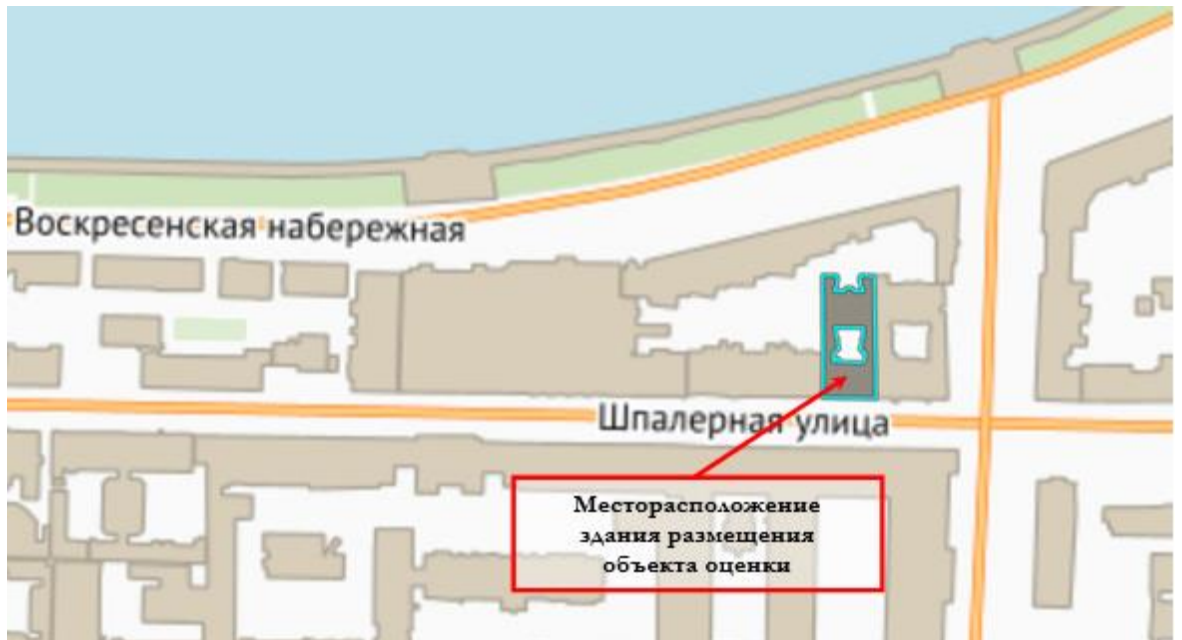 Воскресенская набережная
Шпалерная улица
Месторасположение
здания размещения
объекта оценки